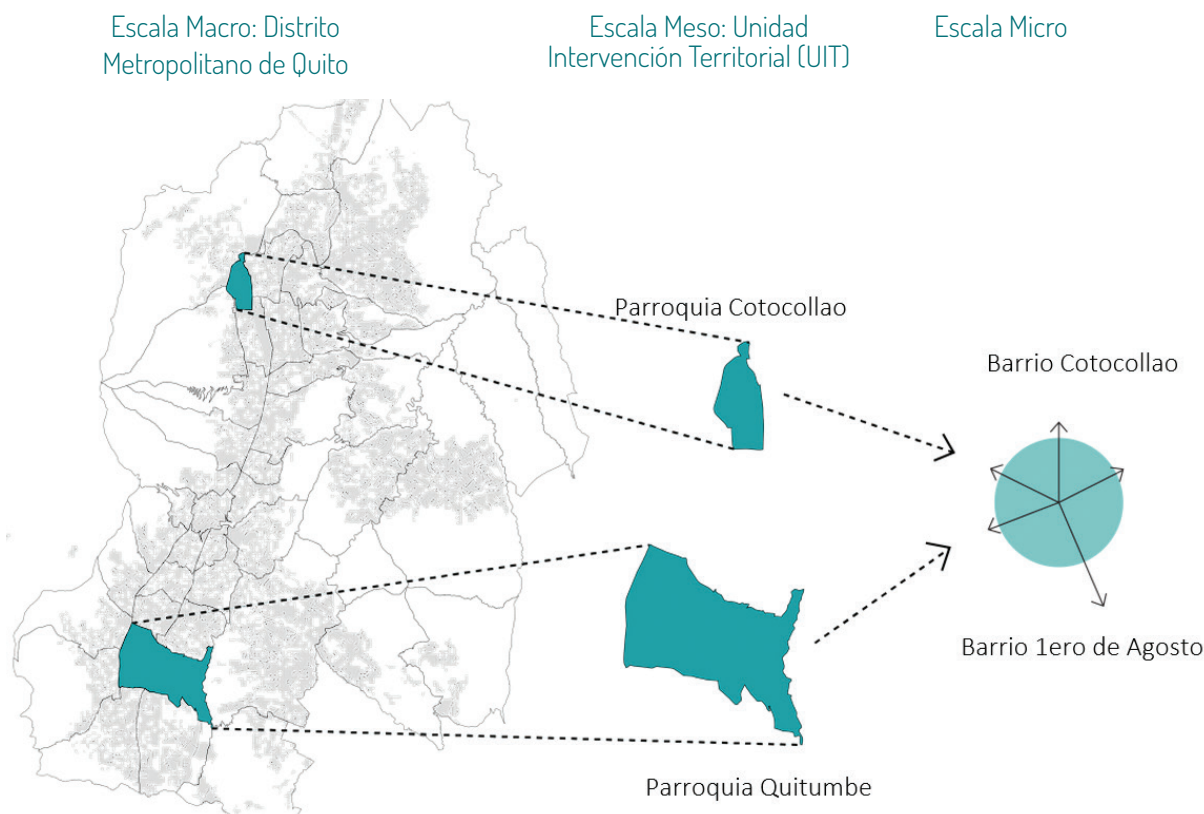 Escala Macro: Distrito
Metropolitano de Quito
Escala Meso: Unidad
Intervención Territorial (UIT)
Escala Micro
Parroquia Cotocollao
Barrio Cotocollao
Barrio 1ero de Agosto
Parroquia Quitumbe